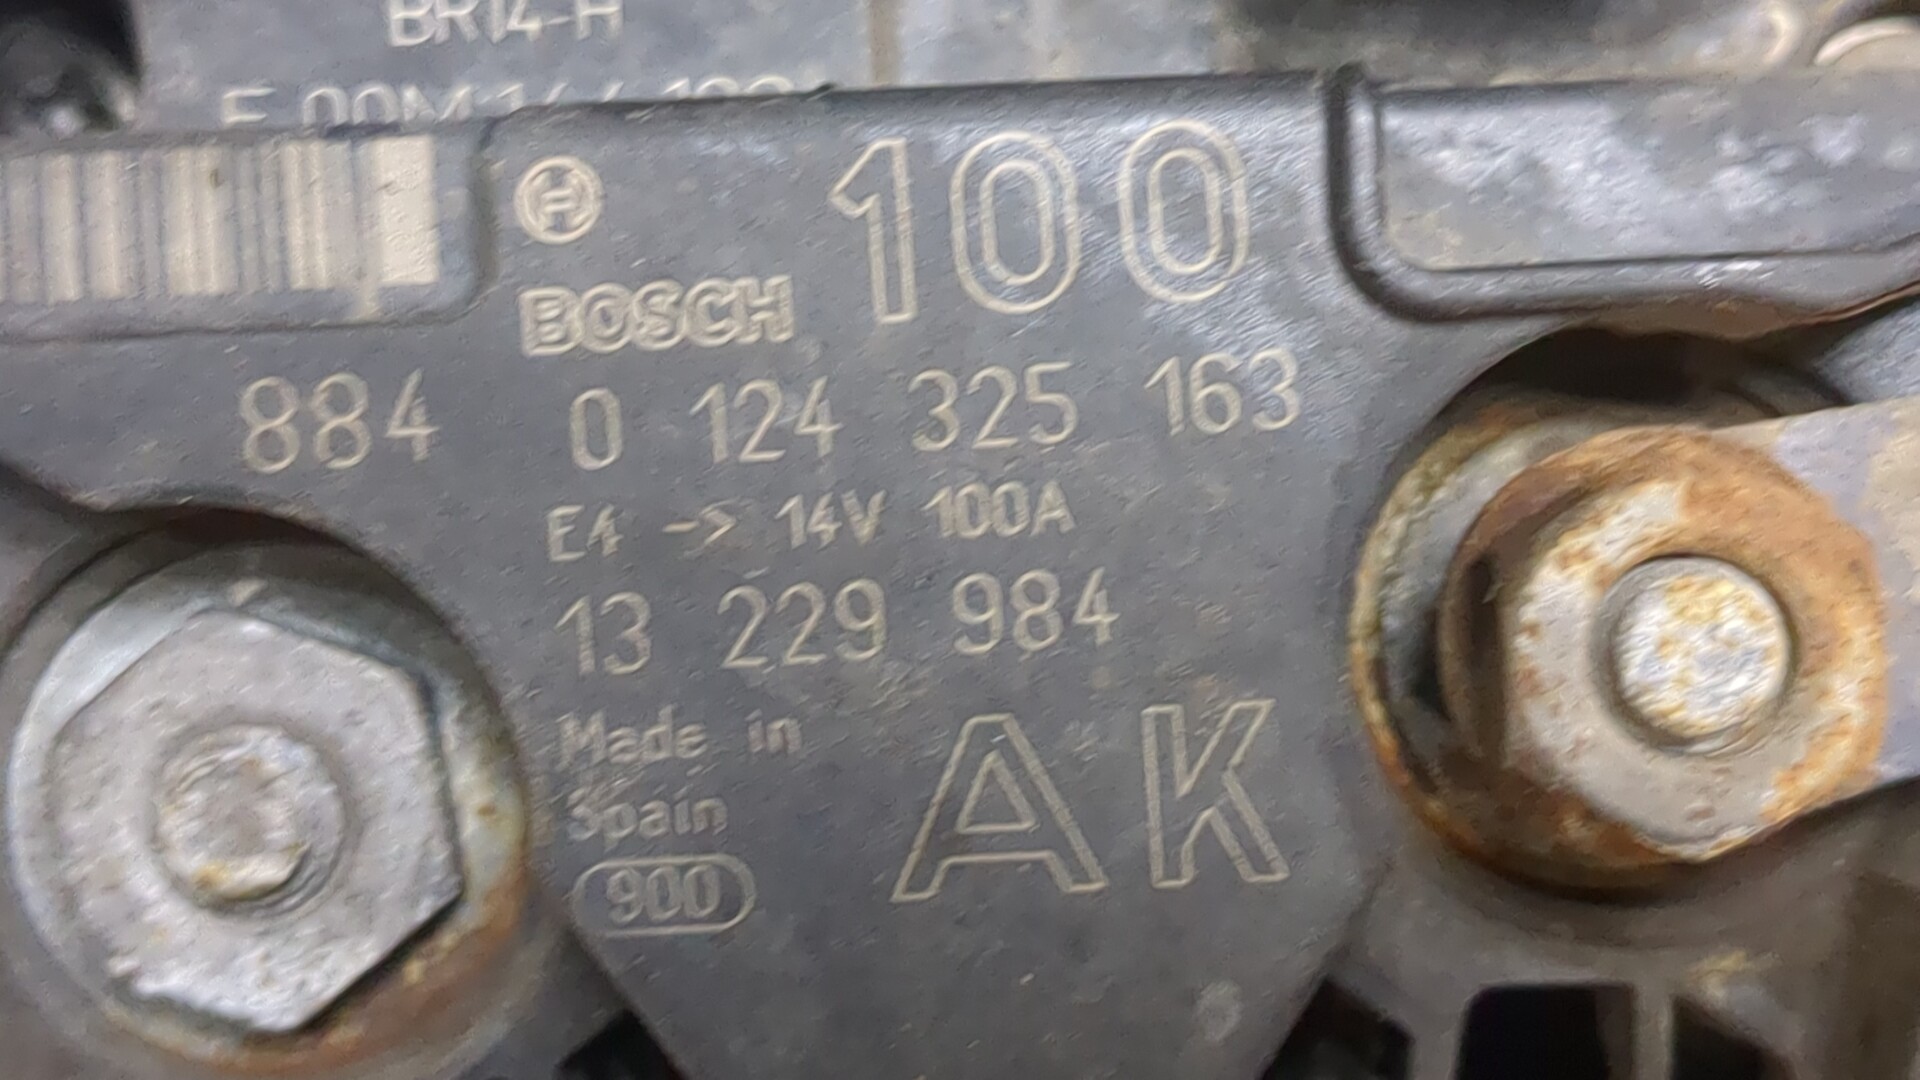 BR14-H
100
BOSCH
884 0 124 325 163
E4 -> 14V 100A
13 229 984
Made in
Spain
AK
900